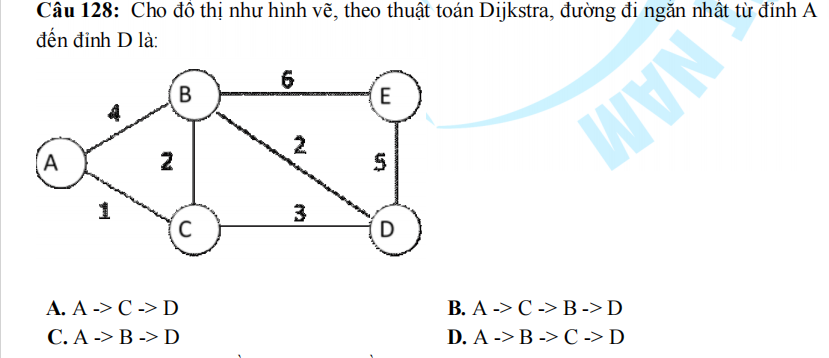 Câu 128: Cho đồ thị như hình vẽ, theo thuật toán Dijkstra, đường đi ngắn nhất từ đỉnh A
đến đỉnh D là:
6
B
E
4
2
A
2
5
1
3
C
D
NAM
A. A -> C -> D
B. A -> C -> B -> D
C. A -> B -> D
D. A -> B -> C -> D